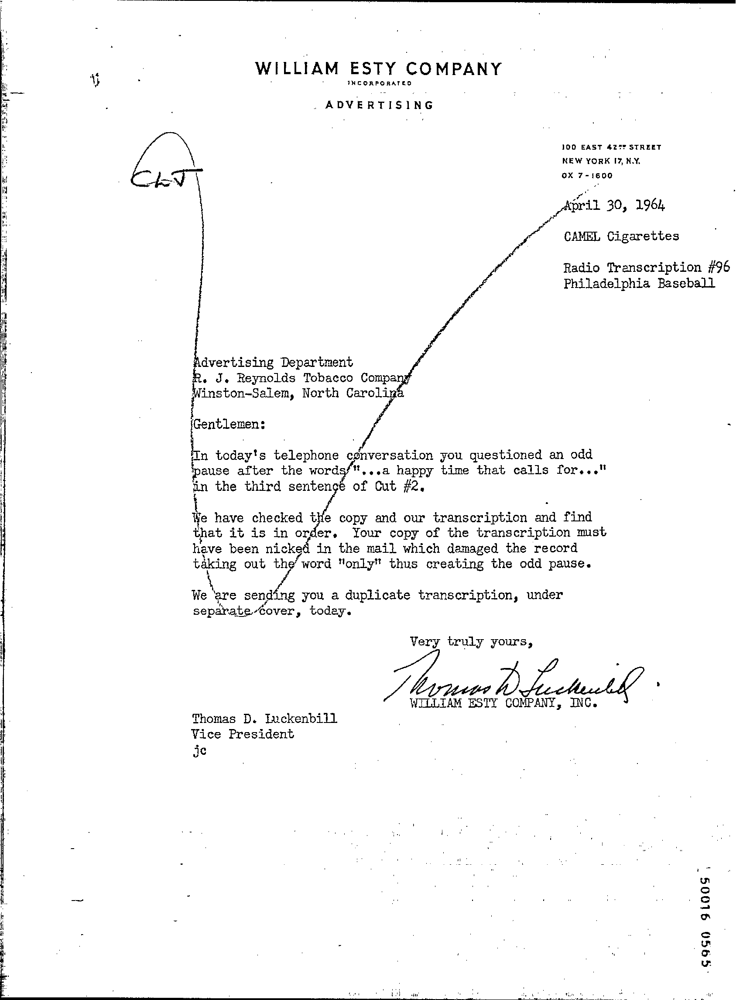 WILLIAM ESTY COMPANY
INCORPORATED
ADVERTISING
100 EAST 42ND STREET
NEW YORK 17, N.Y.
OX 7-1600
CLJ
April 30, 1964
CAMEL Cigarettes
Radio Transcription #96
Philadelphia Baseball
Advertising Department
R. J. Reynolds Tobacco Company
Winston-Salem, North Carolina
Gentlemen:
In today's telephone conversation you questioned an odd
pause after the words "...a happy time that calls for..."
in the third sentence of Cut #2.
We have checked the copy and our transcription and find
that it is in order. Your copy of the transcription must
have been nicked in the mail which damaged the record
taking out the word "only" thus creating the odd pause.
We are sending you a duplicate transcription, under
separate cover, today.
Very truly yours,
Thomas D Luckenbill
WILLIAM ESTY COMPANY, INC.
Thomas D. Luckenbill
Vice President
jc
50016 0565